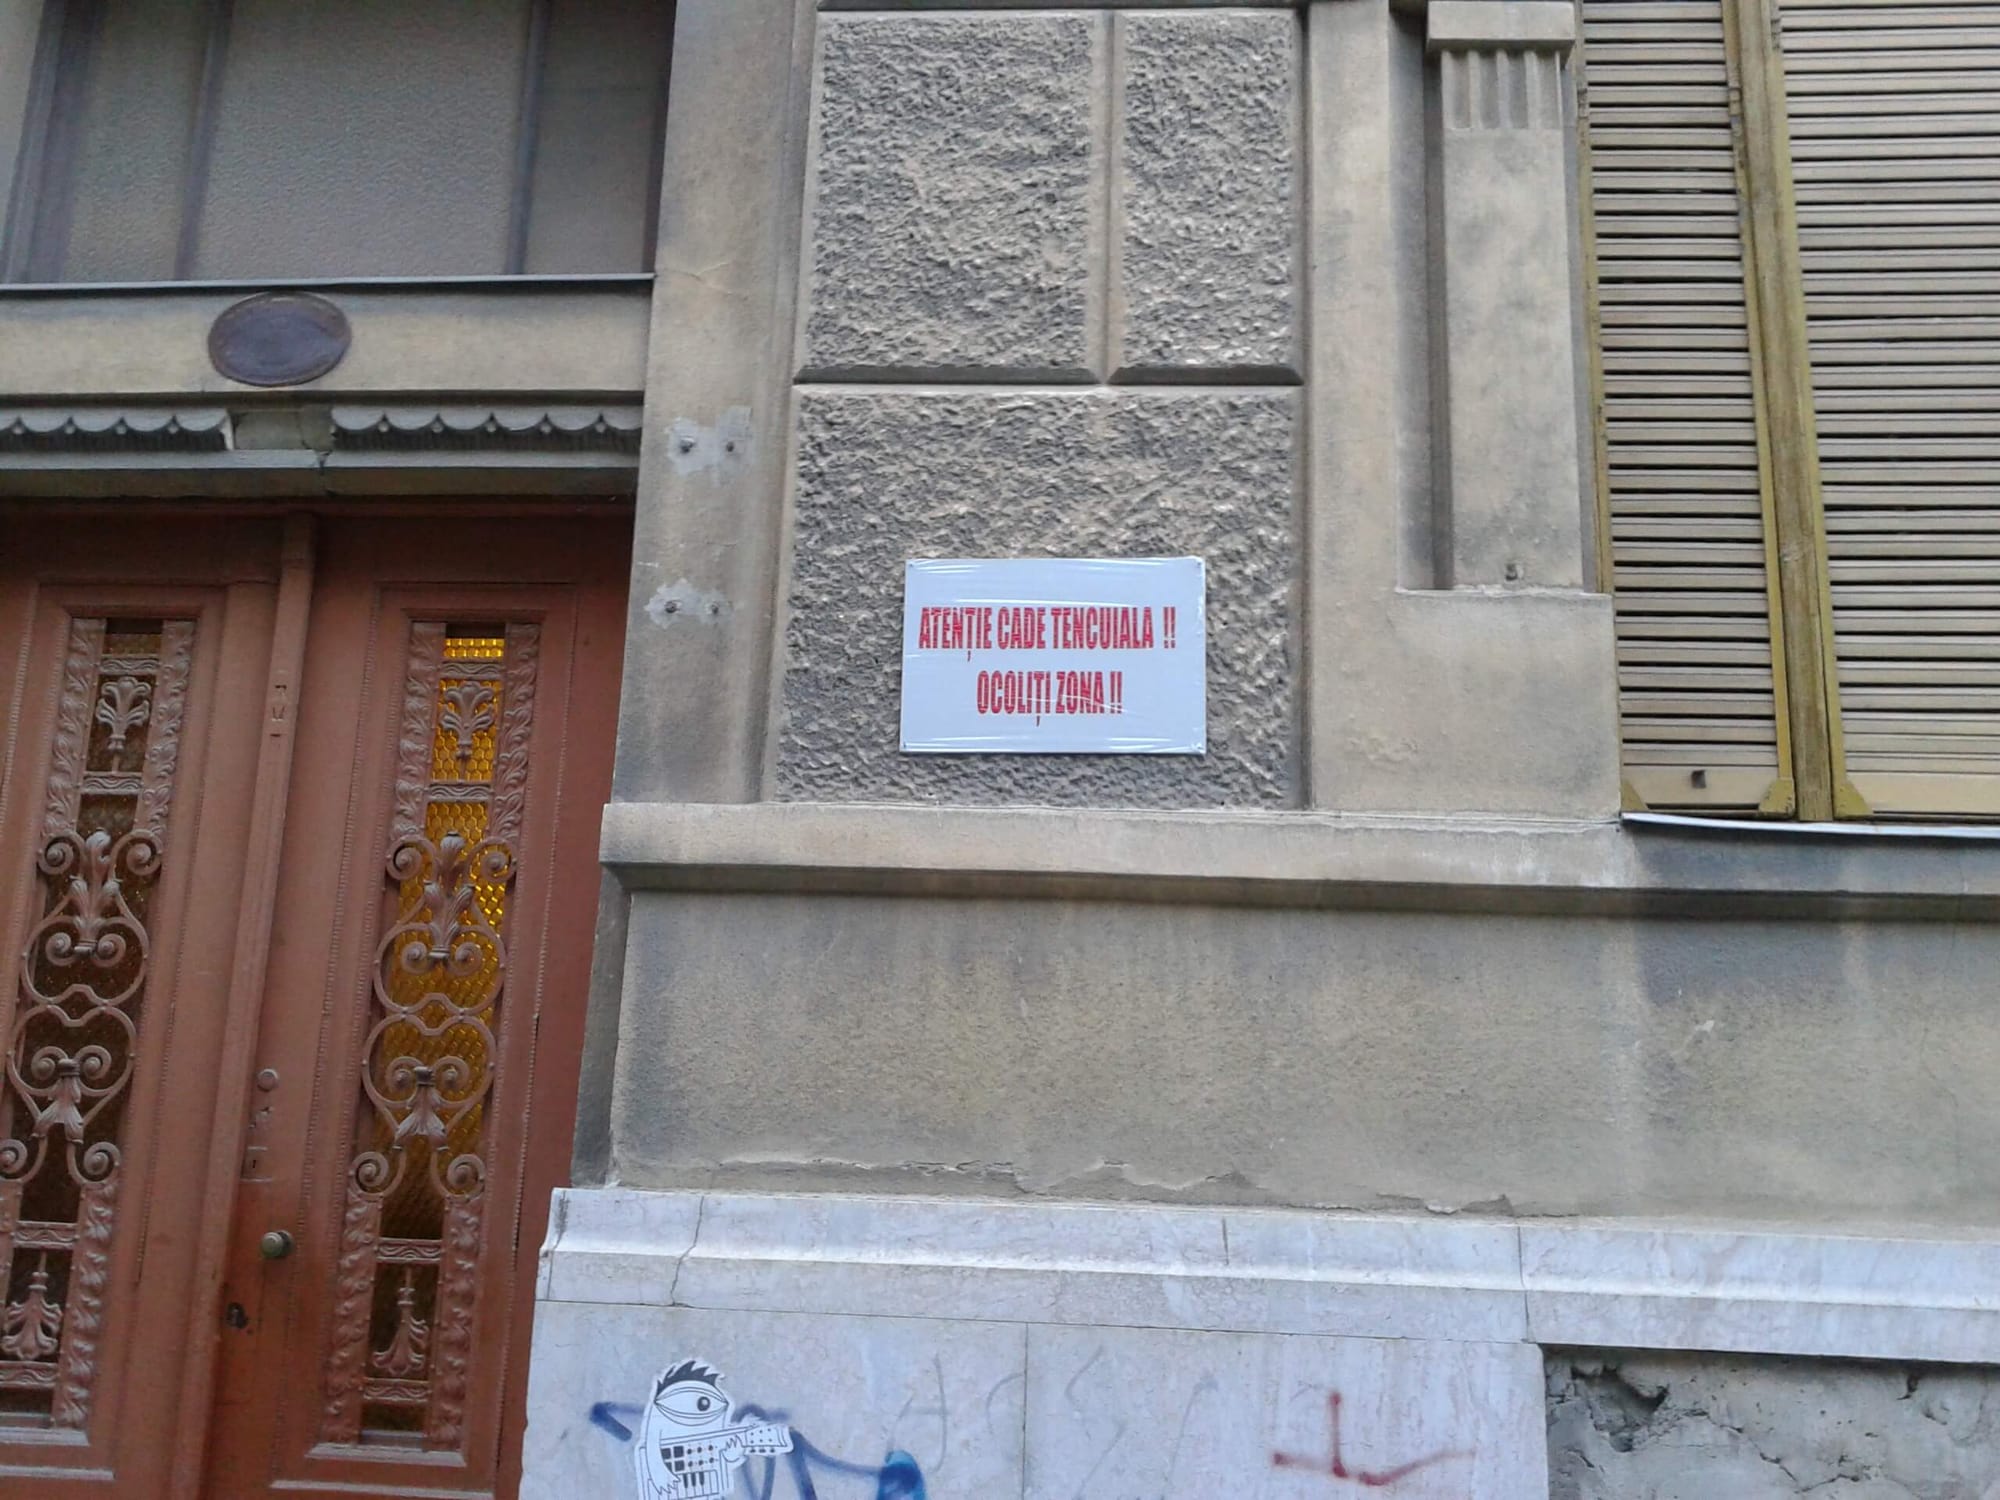 ATENȚIE CADE TENCUIALA !!
OCOLIȚI ZONA !!